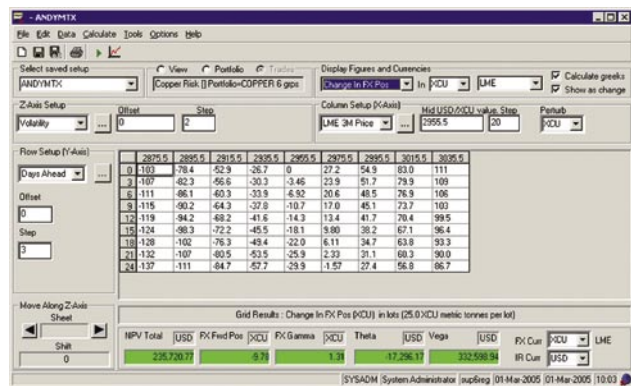 - ANDYMTX
File Edit Data Calculate Tools Options Help
Select saved setup
ANDYMTX
View Portfolio Trades
Copper Risk [] Portfolio=COPPER 6 grps
Display Figures and Currencies
Change In FX Pos In XCU LME
Calculate greeks
Show as change
Z-Axis Setup
Volatility ...
Offset Step
0 2
Column Setup (X-Axis) Mid USD/XCU value, Step Perturb
LME 3M Price ... 2955.5 20 XCU
Row Setup (Y-Axis)
Days Ahead ...
Offset
0
Step
3
2875.5 2895.5 2915.5 2935.5 2955.5 2975.5 2995.5 3015.5 3035.5
0 -103 -78.4 -52.9 -26.7 0 27.2 54.9 83.0 111
3 -107 -82.3 -56.6 -30.3 -3.46 23.9 51.7 79.9 109
6 -111 -86.1 -60.3 -33.9 -6.92 20.6 48.5 76.9 106
9 -115 -90.2 -64.3 -37.8 -10.7 17.0 45.1 73.7 103
12 -119 -94.2 -68.2 -41.6 -14.3 13.4 41.7 70.4 99.5
15 -124 -98.3 -72.2 -45.5 -18.1 9.80 38.2 67.1 96.4
18 -128 -102 -76.3 -49.4 -22.0 6.11 34.7 63.8 93.3
21 -132 -107 -80.5 -53.5 -25.9 2.33 31.1 60.3 90.0
24 -137 -111 -84.7 -57.7 -29.9 -1.57 27.4 56.8 86.7
Move Along Z-Axis
Sheet
Shift
0
Grid Results : Change In FX Pos (XCU) in lots (25.0 XCU metric tonnes per lot)
NPV Total USD FX Fwd Pos XCU FX Gamma XCU Theta USD Vega USD FX Curr XCU LME
235,720.77 -9.78 1.31 -17,296.17 332,598.94 IR Curr USD
SYSADM System Administrator sup6reg 01-Mar-2005 01-Mar-2005 10:03